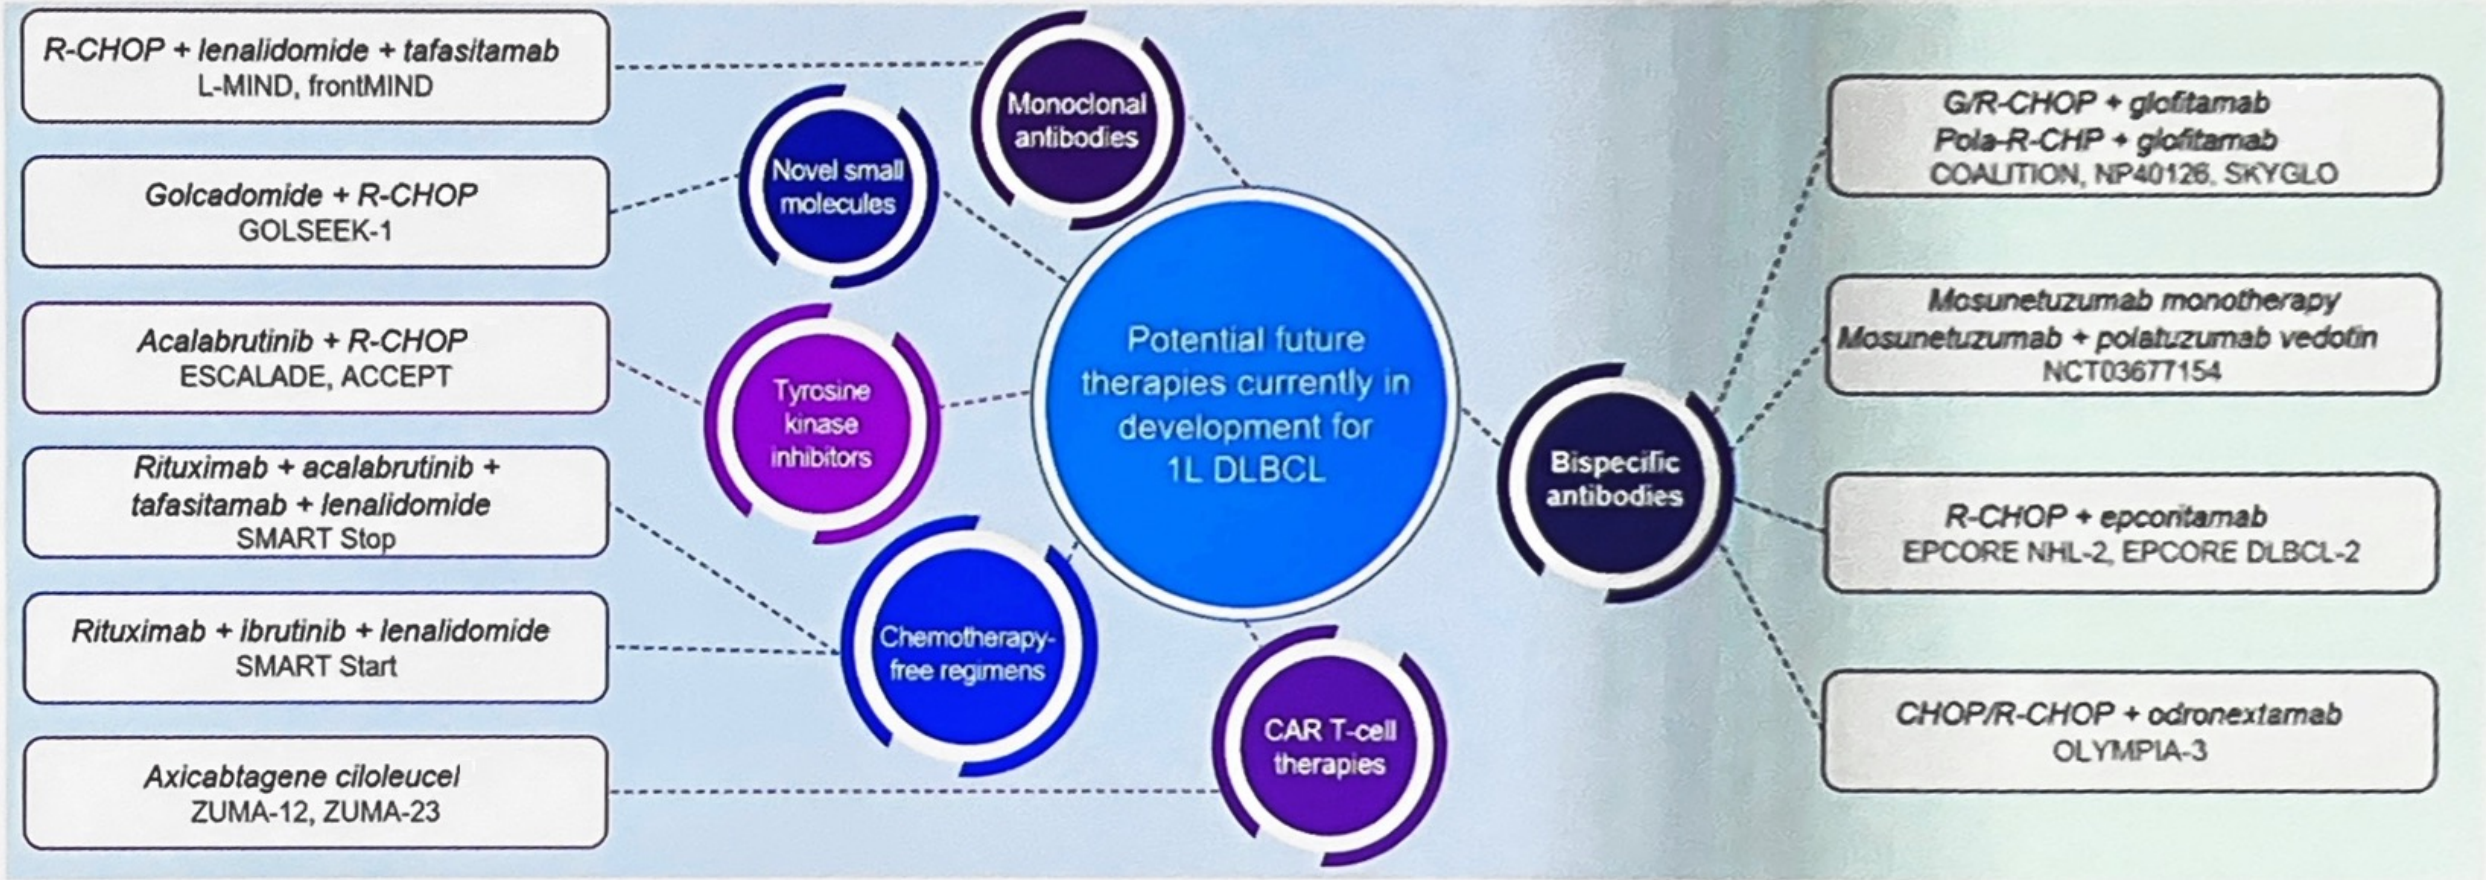 R-CHOP + lenalidomide + tafasitamab
L-MIND, frontMIND
Golcadomide + R-CHOP
GOLSEEK-1
Acalabrutinib + R-CHOP
ESCALADE, ACCEPT
Rituximab + acalabrutinib +
tafasitamab + lenalidomide
SMART Stop
Rituximab + ibrutinib + lenalidomide
SMART Start
Axicabtagene ciloleucel
ZUMA-12, ZUMA-23
Monoclonal
antibodies
Novel small
molecules
Tyrosine
kinase
inhibitors
Chemotherapy-
free regimens
CAR T-cell
therapies
Potential future
therapies currently in
development for
1L DLBCL
Bispecific
antibodies
G/R-CHOP + glofitamab
Pola-R-CHP + glofitamab
COALITION, NP40126, SKYGLO
Mosunetuzumab monotherapy
Mosunetuzumab + polatuzumab vedotin
NCT03677154
R-CHOP + epcoritamab
EPCORE NHL-2, EPCORE DLBCL-2
CHOP/R-CHOP + odronextamab
OLYMPIA-3